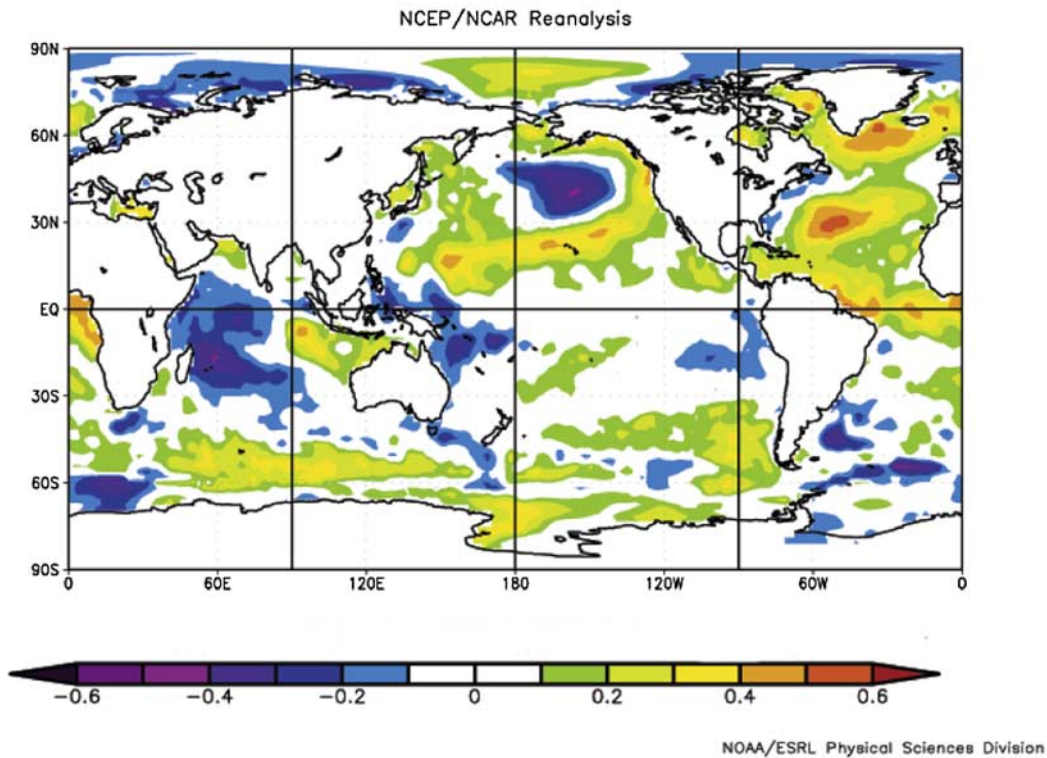 NCEP/NCAR Reanalysis
90N
60N
30N
EQ
30S
60S
90S
0 60E 120E 180 120W 60W 0
-0.6 -0.4 -0.2 0 0.2 0.4 0.6
NOAA/ESRL Physical Sciences Division